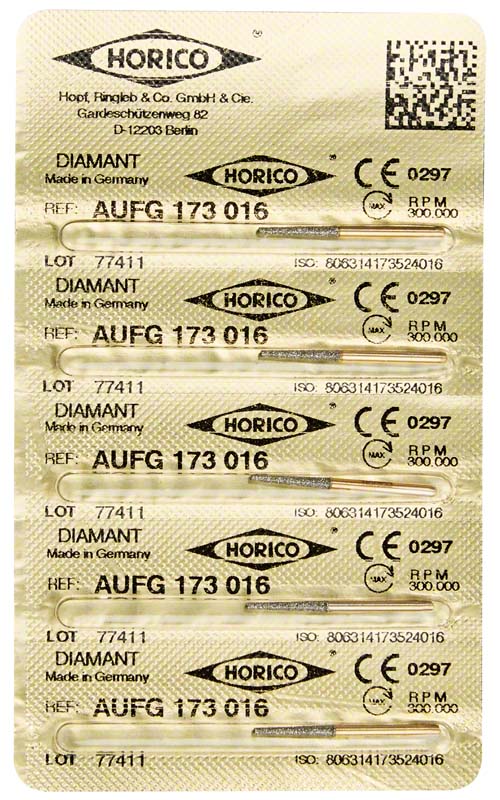 HORICO ®
Hopf, Ringleb & Co. GmbH & Cie.
Gardeschützenweg 82
D-12203 Berlin
DIAMANT HORICO ® CE 0297
Made in Germany
REF: AUFG 173 016 MAX RPM 300.000
LOT 77411 ISO: 806314173524016
DIAMANT HORICO ® CE 0297
Made in Germany
REF: AUFG 173 016 MAX RPM 300.000
LOT 77411 ISO: 806314173524016
DIAMANT HORICO ® CE 0297
Made in Germany
REF: AUFG 173 016 MAX RPM 300.000
LOT 77411 ISO: 806314173524016
DIAMANT HORICO ® CE 0297
Made in Germany
REF: AUFG 173 016 MAX RPM 300.000
LOT 77411 ISO: 806314173524016
DIAMANT HORICO ® CE 0297
Made in Germany
REF: AUFG 173 016 MAX RPM 300.000
LOT 77411 ISO: 806314173524016